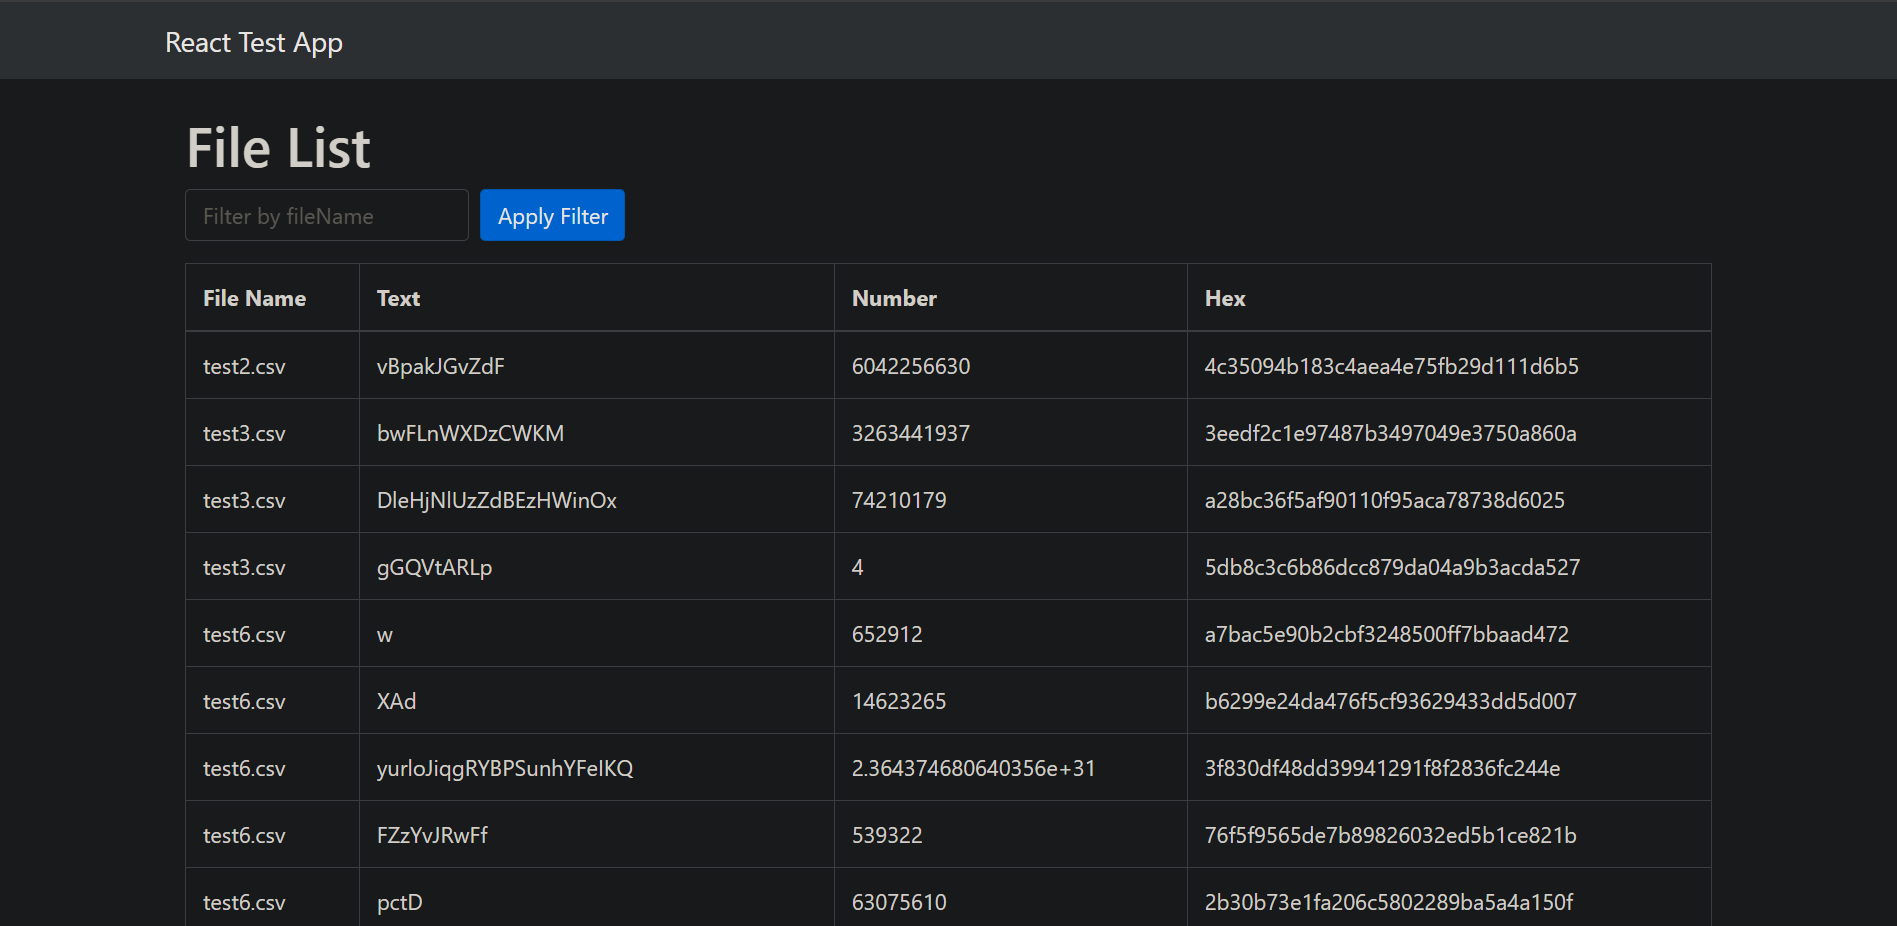 React Test App
File List
Filter by fileName Apply Filter
File Name Text Number Hex
test2.csv vBpakJGvZdF 6042256630 4c35094b183c4aea4e75fb29d111d6b5
test3.csv bwFLnWXDzCWKM 3263441937 3eedf2c1e97487b3497049e3750a860a
test3.csv DleHjNlUzZdBEzHWinOx 74210179 a28bc36f5af90110f95aca78738d6025
test3.csv gGQVtARLp 4 5db8c3c6b86dcc879da04a9b3acda527
test6.csv w 652912 a7bac5e90b2cbf3248500ff7bbaad472
test6.csv XAd 14623265 b6299e24da476f5cf93629433dd5d007
test6.csv yurloJiqgRYBPSunhYFeIKQ 2.364374680640356e+31 3f830df48dd39941291f8f2836fc244e
test6.csv FZzYvJRwFf 539322 76f5f9565de7b89826032ed5b1ce821b
test6.csv pctD 63075610 2b30b73e1fa206c5802289ba5a4a150f